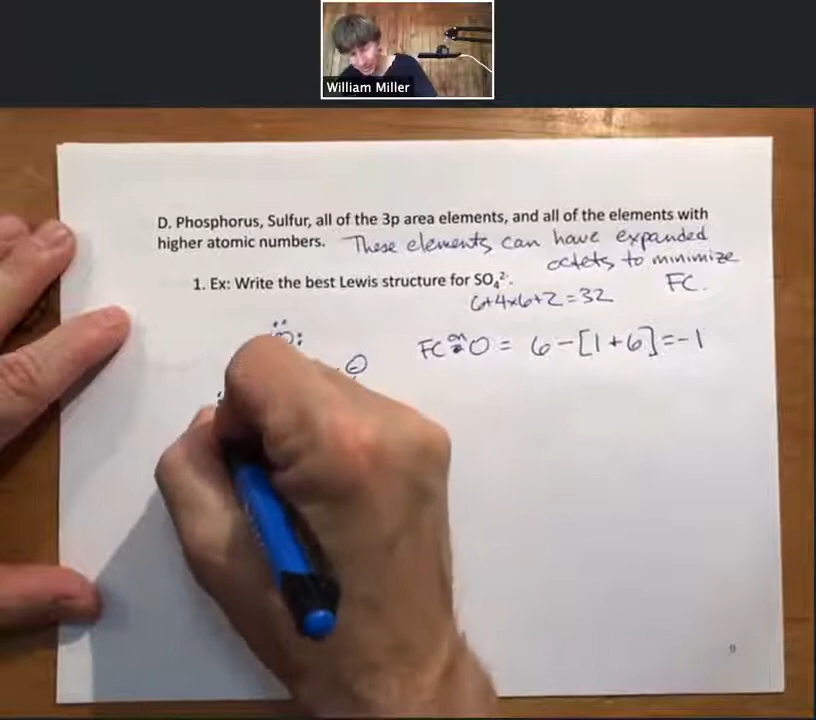 William Miller
D. Phosphorus, Sulfur, all of the 3p area elements, and all of the elements with
higher atomic numbers. These elements can have expanded
octets to minimize
FC.
1. Ex: Write the best Lewis structure for SO₄²⁻.
6+4x6+2=32
FC on O = 6-[1+6]=-1
9